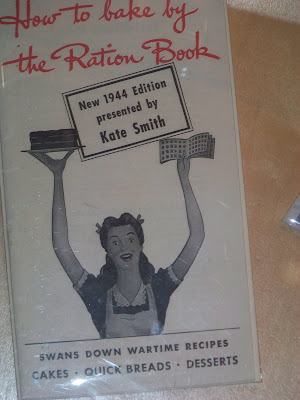 How to bake by
the Ration Book
New 1944 Edition
presented by
Kate Smith
SWANS DOWN WARTIME RECIPES
CAKES · QUICK BREADS · DESSERTS